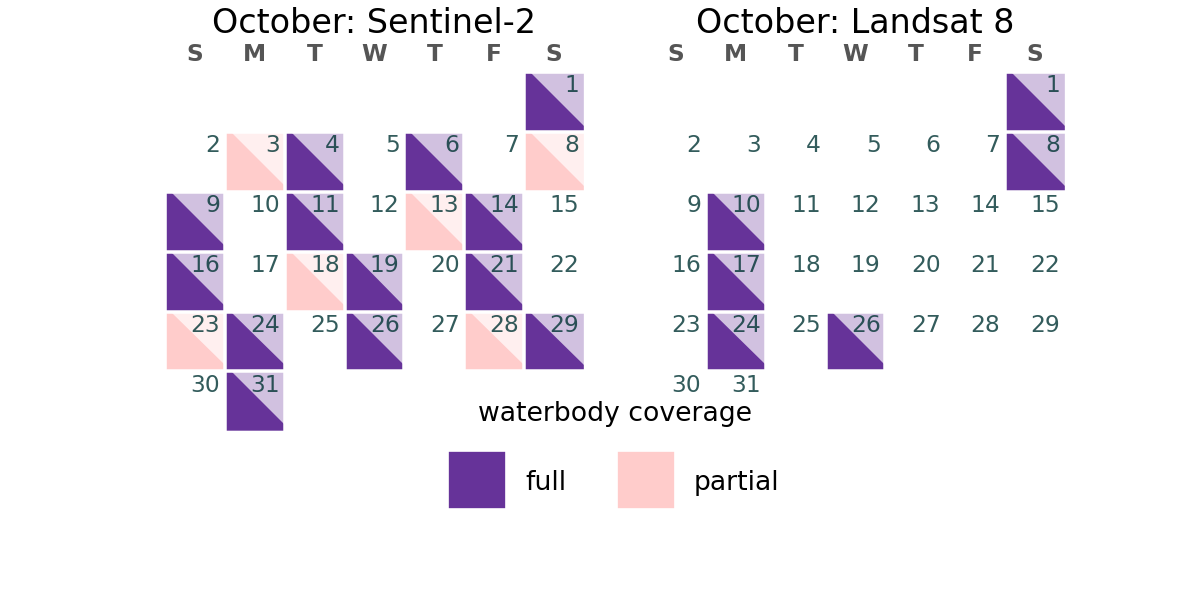 October: Sentinel-2
S M T W T F S
1
2 3 4 5 6 7 8
9 10 11 12 13 14 15
16 17 18 19 20 21 22
23 24 25 26 27 28 29
30 31
October: Landsat 8
S M T W T F S
1
2 3 4 5 6 7 8
9 10 11 12 13 14 15
16 17 18 19 20 21 22
23 24 25 26 27 28 29
30 31
waterbody coverage
full partial